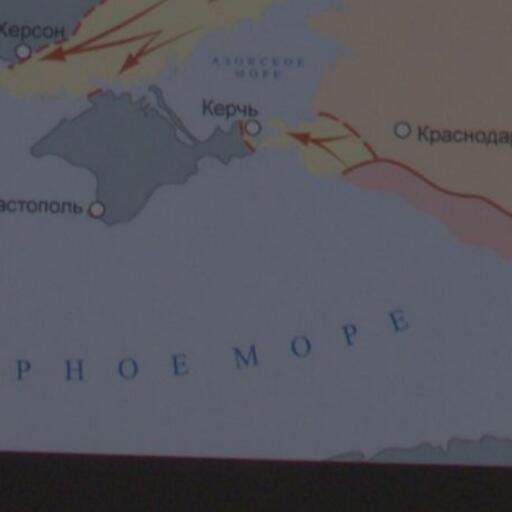 Херсон
АЗОВСКОЕ
МОРЕ
Керчь
Краснодар
астополь
РНОЕ МОРЕ